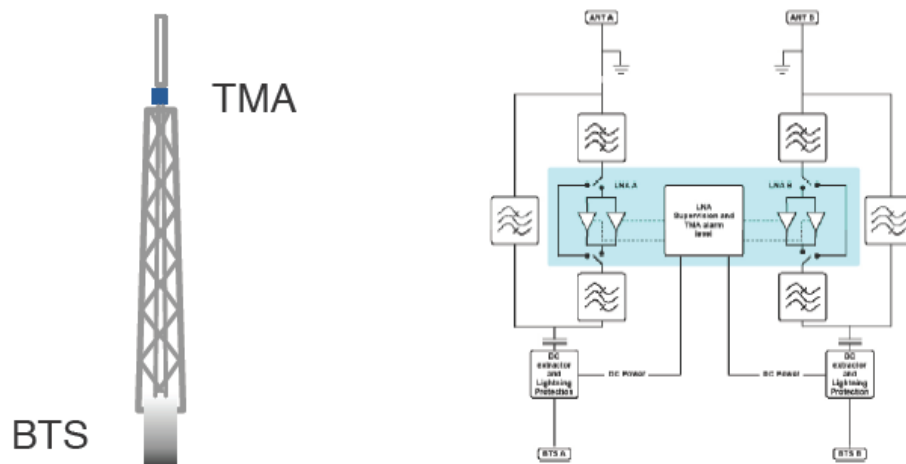 TMA
BTS
ANT A
ANT B
LNA A
LNA B
LNA
Supervision and
TMA alarm
level
DC
extractor
and
Lightning
Protection
DC Power
DC Power
DC
extractor
and
Lightning
Protection
BTS A
BTS B